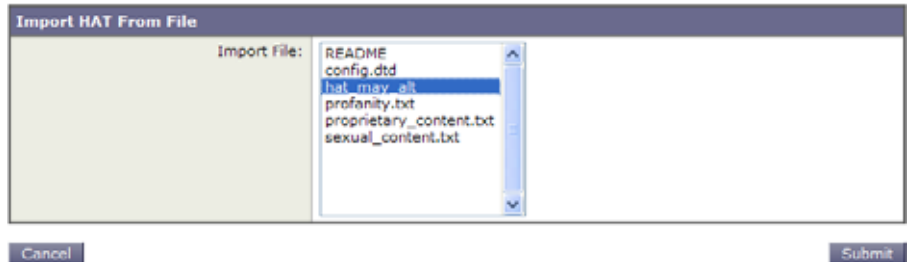 Import HAT From File
Import File:
README
config.dtd
hat_may_alt
profanity.txt
proprietary_content.txt
sexual_content.txt
Cancel
Submit